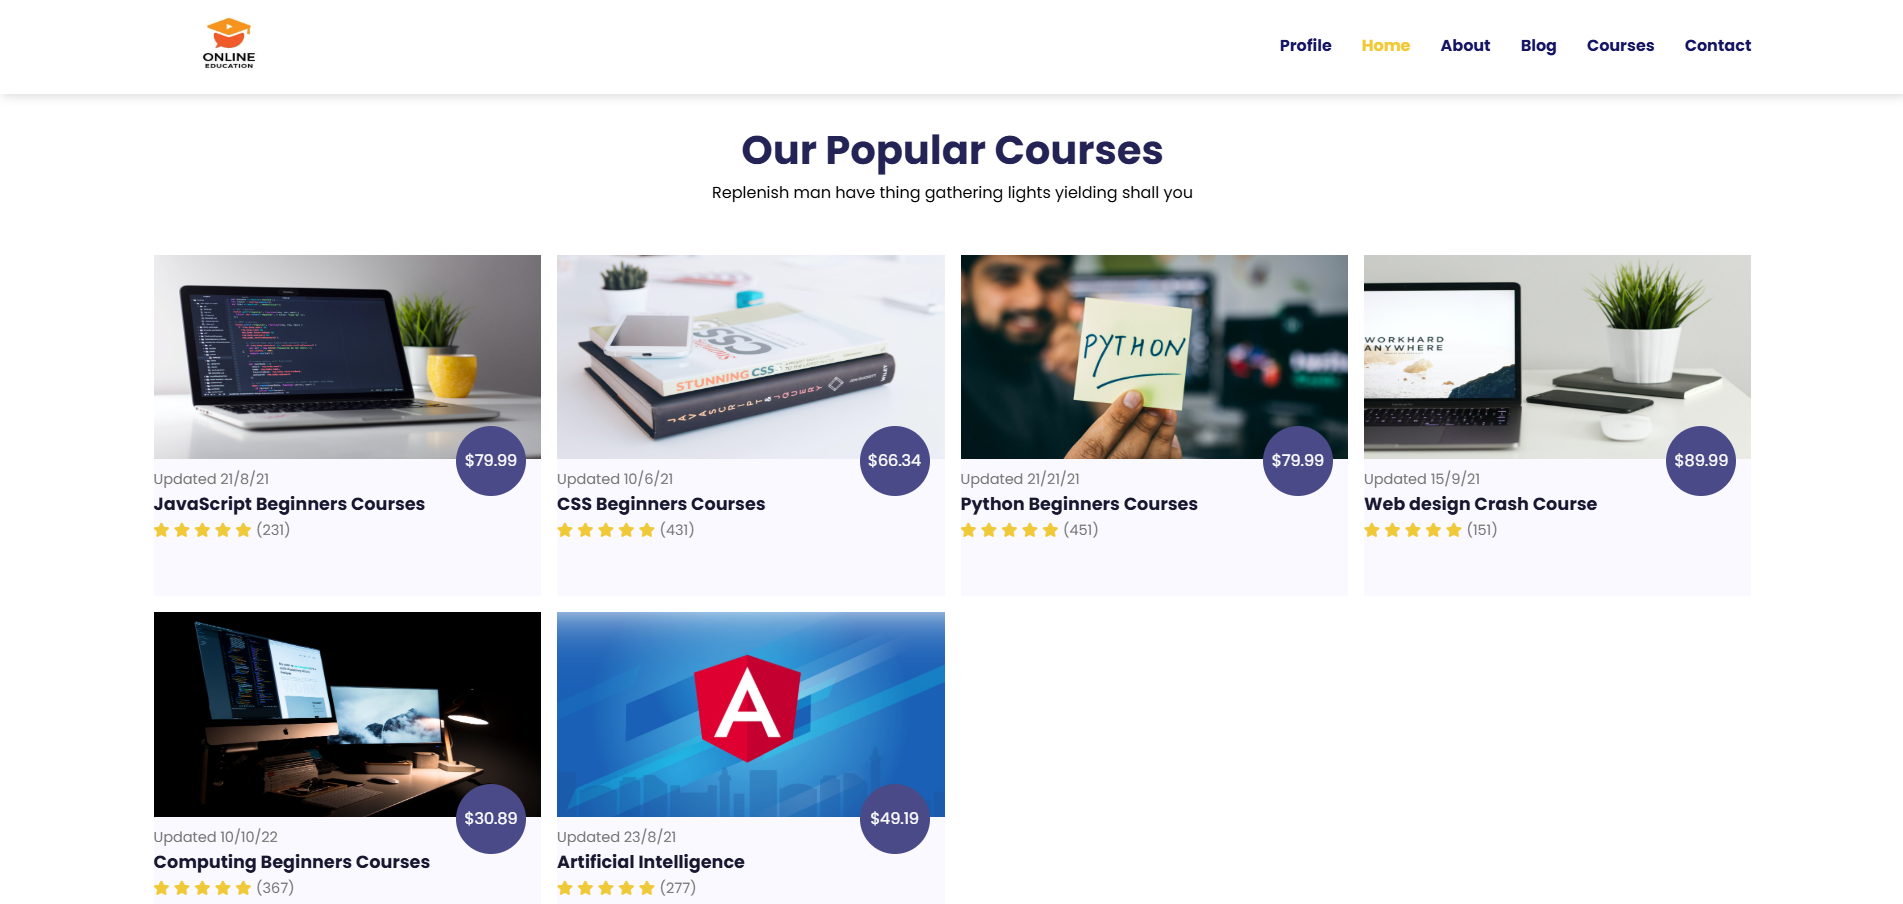 ONLINE
EDUCATION
Profile Home About Blog Courses Contact
Our Popular Courses
Replenish man have thing gathering lights yielding shall you
STUNNING CSS
JAVASCRIPT & JQUERY
WILEY
PYTHON
WORKHARD
ANYWHERE
$79.99 $66.34 $79.99 $89.99
Updated 21/8/21 Updated 10/6/21 Updated 21/21/21 Updated 15/9/21
JavaScript Beginners Courses CSS Beginners Courses Python Beginners Courses Web design Crash Course
(231) (431) (451) (151)
A
$30.89 $49.19
Updated 10/10/22 Updated 23/8/21
Computing Beginners Courses Artificial Intelligence
(367) (277)